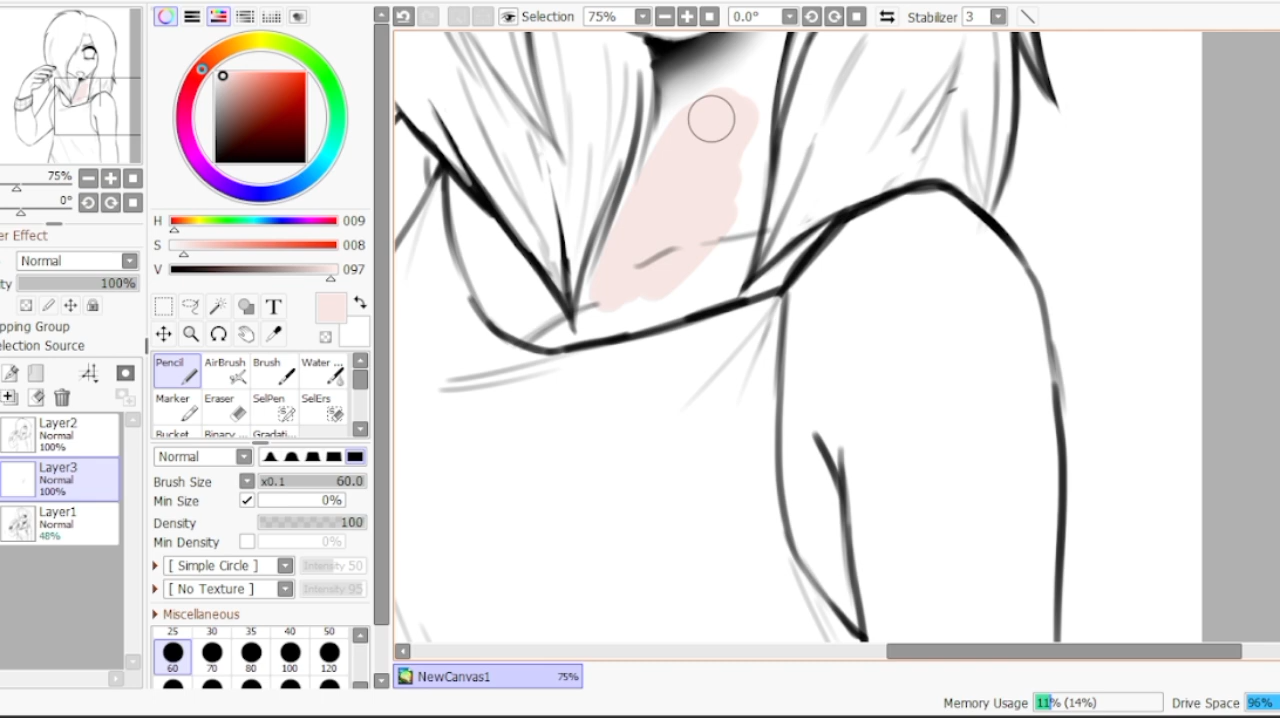 Selection 75% 0.0° Stabilizer 3
75%
0°
er Effect
Normal
ty 100%
pping Group
election Source
Layer2
Normal
100%
Layer3
Normal
100%
Layer1
Normal
48%
H 009
S 008
V 097
T
Pencil AirBrush Brush Water ...
Marker Eraser SelPen SelErs
Bucket Binary ... Gradati...
Normal
Brush Size x0.1 60.0
Min Size 0%
Density 100
Min Density 0%
[ Simple Circle ] Intensity 50
[ No Texture ] Intensity 95
Miscellaneous
25 30 35 40 50
60 70 80 100 120
NewCanvas1 75%
Memory Usage 11% (14%) Drive Space 96%